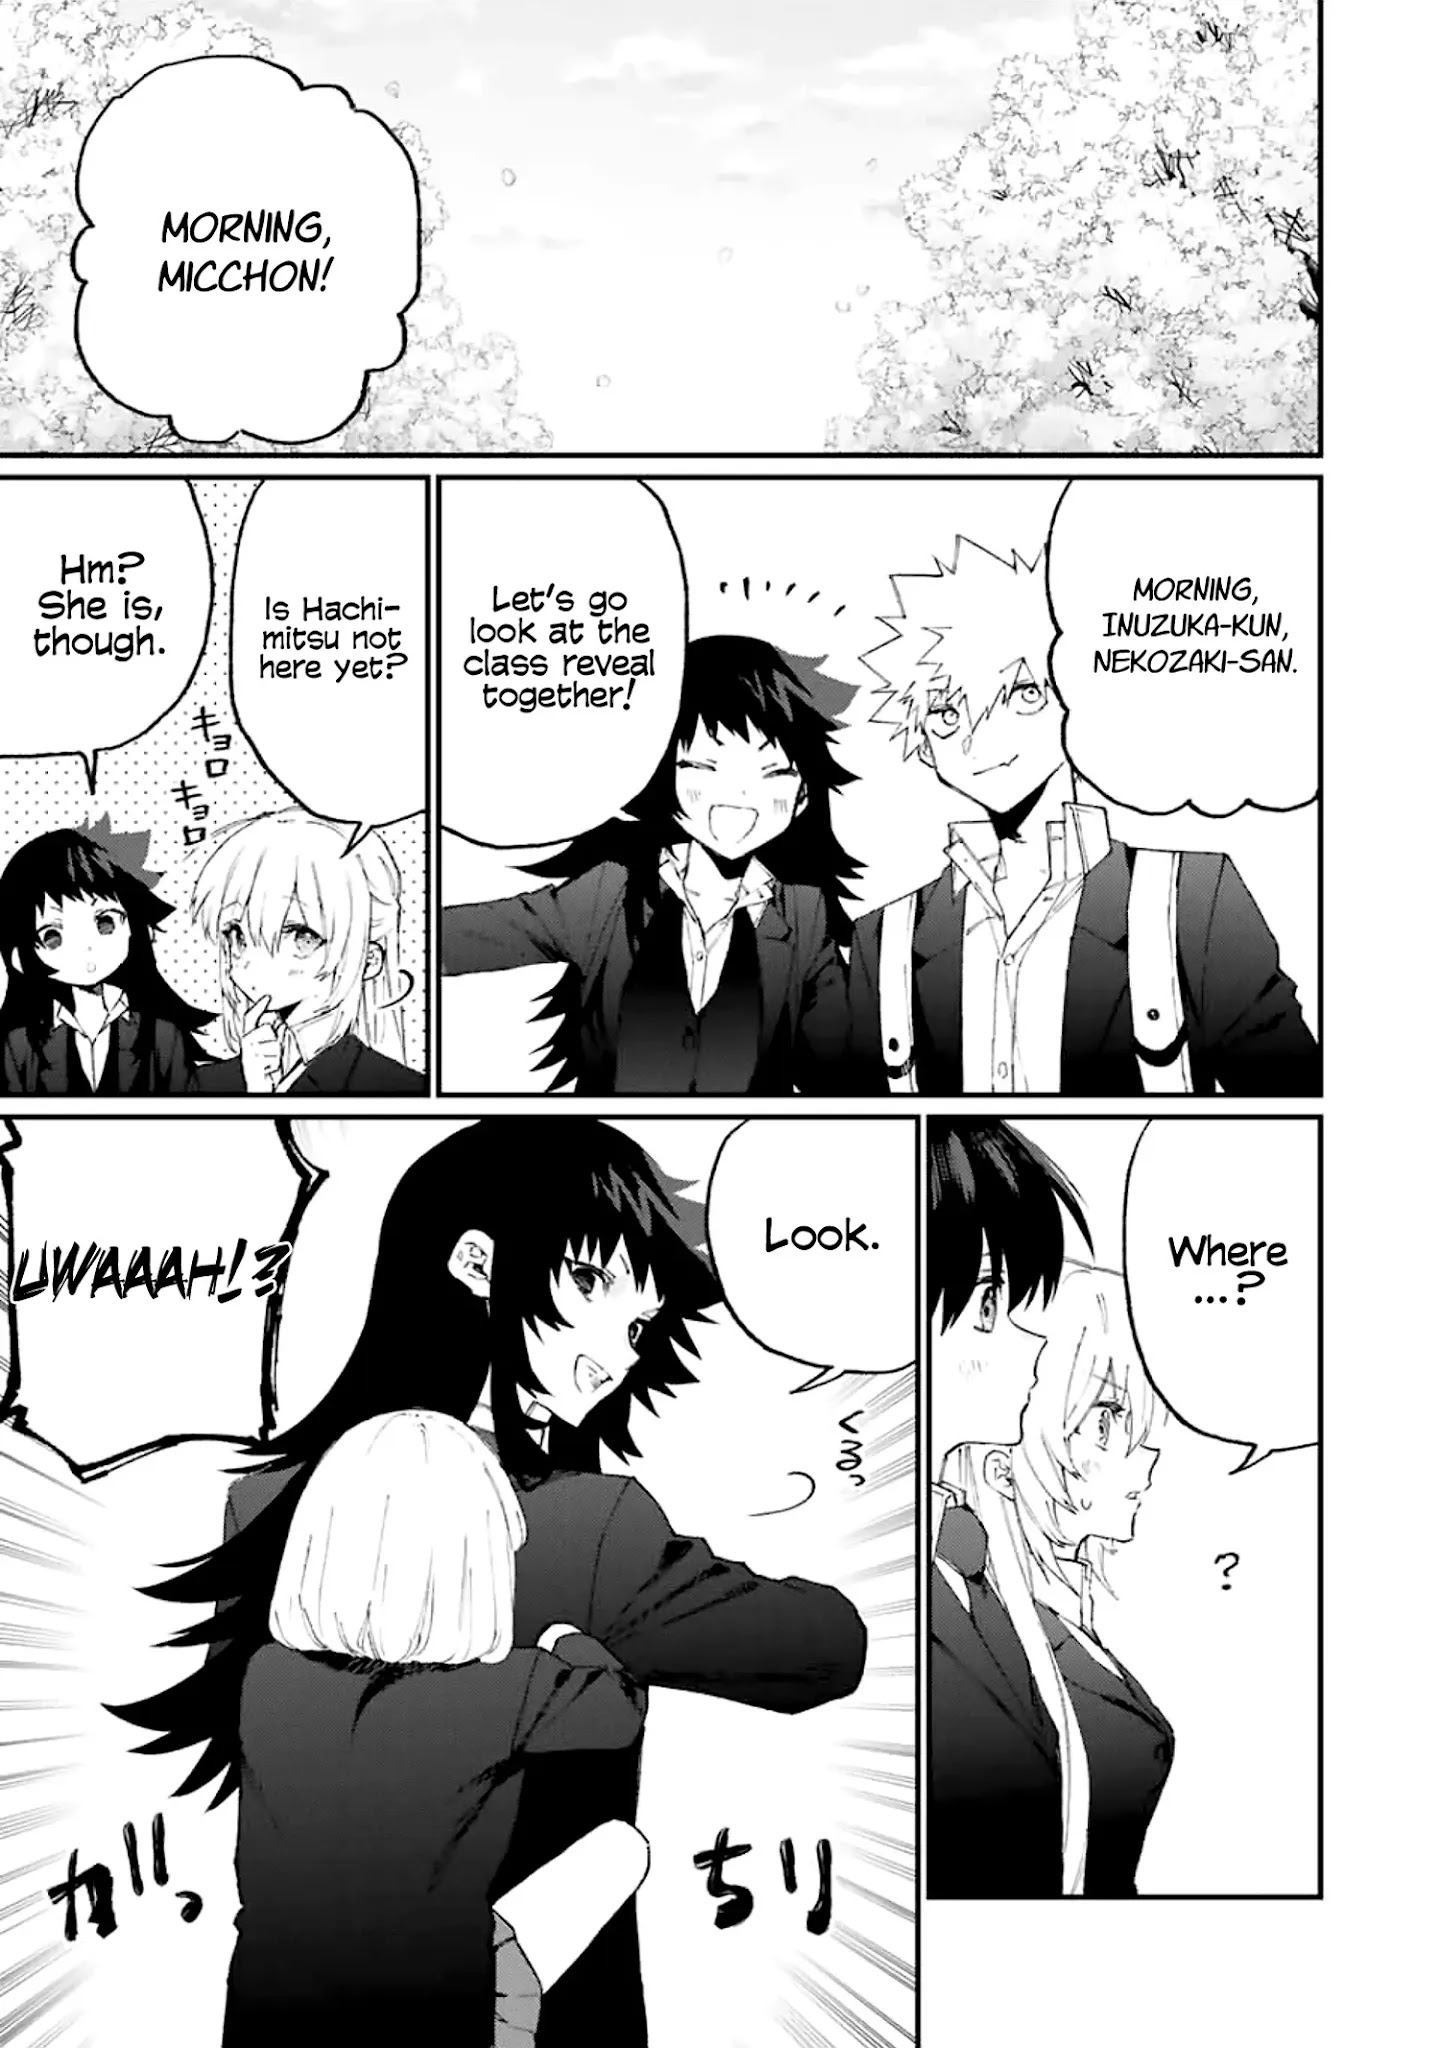 MORNING,
MICCHON!
MORNING,
INUZUKA-KUN,
NEKOZAKI-SAN.
Let's go
look at the
class reveal
together!
Is Hachi-
mitsu not
here yet?
キョロ
キョロ
Hm?
She is,
though.
Where
...?
?
Look.
くるっ
UWAAAH!?
ガバッ
ちり